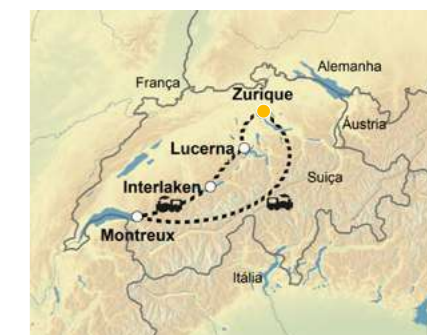 Alemanha
França
Zurique
Áustria
Lucerna
Suiça
Interlaken
Montreux
Itália